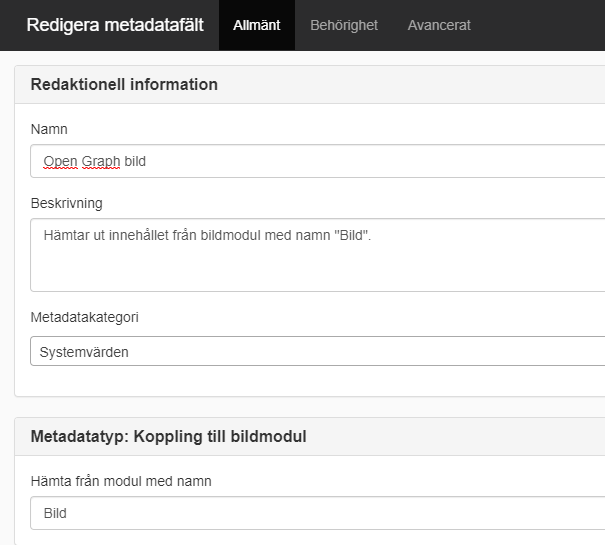 Redigera metadatafält Allmänt Behörighet Avancerat
Redaktionell information
Namn
Open Graph bild
Beskrivning
Hämtar ut innehållet från bildmodul med namn "Bild".
Metadatakategori
Systemvärden
Metadatatyp: Koppling till bildmodul
Hämta från modul med namn
Bild